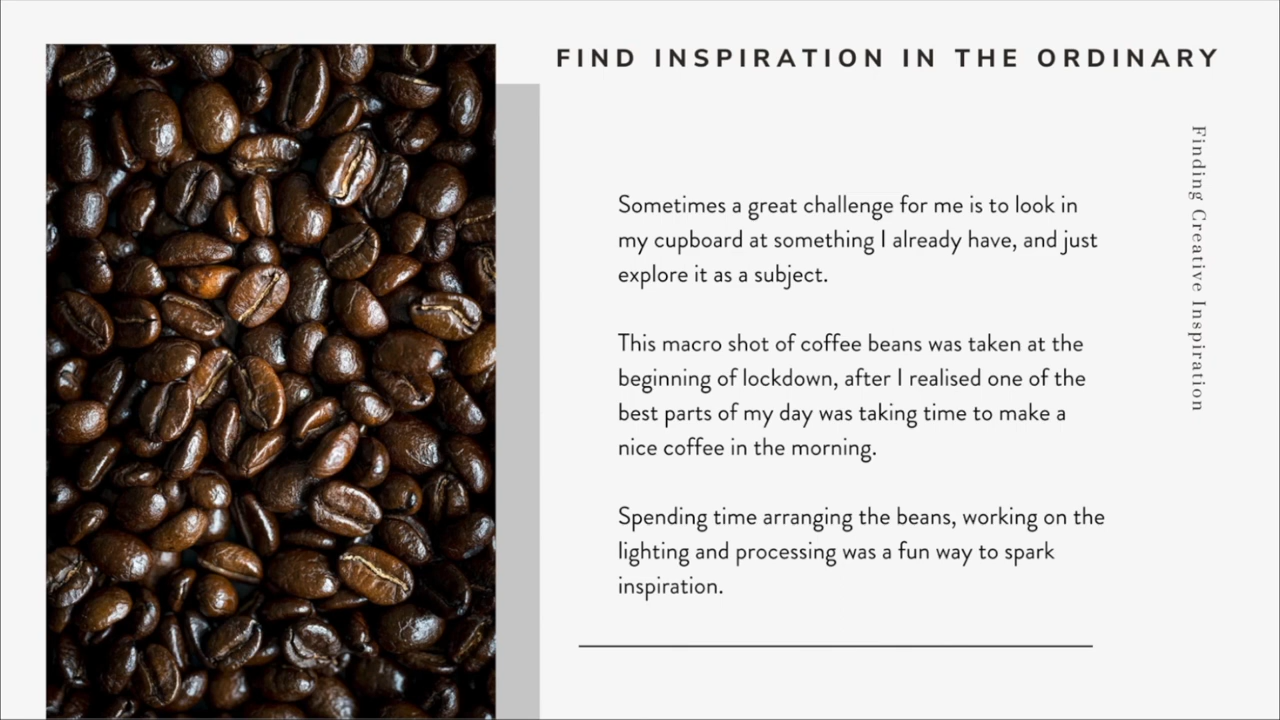 FIND INSPIRATION IN THE ORDINARY
Sometimes a great challenge for me is to look in
my cupboard at something I already have, and just
explore it as a subject.
This macro shot of coffee beans was taken at the
beginning of lockdown, after I realised one of the
best parts of my day was taking time to make a
nice coffee in the morning.
Spending time arranging the beans, working on the
lighting and processing was a fun way to spark
inspiration.
Finding Creative Inspiration